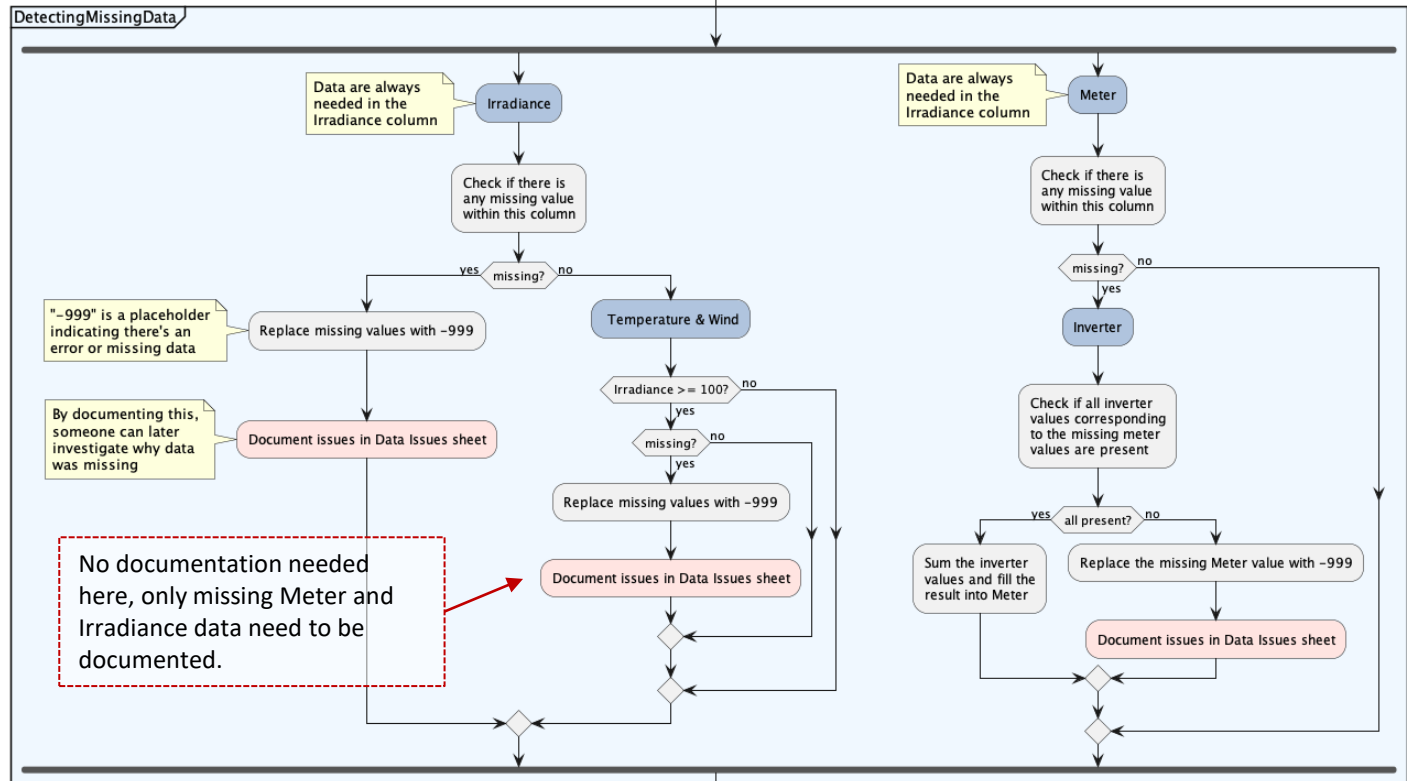 DetectingMissingData
Data are always
needed in the
Irradiance column
Irradiance
Check if there is
any missing value
within this column
missing?
yes
no
"-999" is a placeholder
indicating there's an
error or missing data
Replace missing values with -999
By documenting this,
someone can later
investigate why data
was missing
Document issues in Data Issues sheet
Temperature & Wind
Irradiance >= 100?
no
yes
missing?
no
yes
Replace missing values with -999
Document issues in Data Issues sheet
No documentation needed
here, only missing Meter and
Irradiance data need to be
documented.
Data are always
needed in the
Irradiance column
Meter
Check if there is
any missing value
within this column
missing?
no
yes
Inverter
Check if all inverter
values corresponding
to the missing meter
values are present
all present?
yes
no
Sum the inverter
values and fill the
result into Meter
Replace the missing Meter value with -999
Document issues in Data Issues sheet